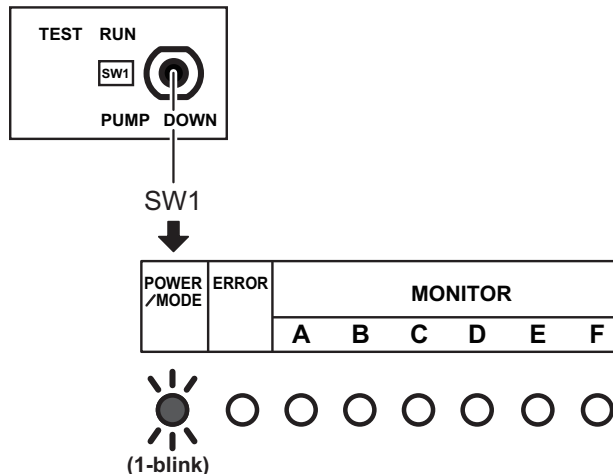 TEST RUN
SW1
PUMP DOWN
SW1
POWER ERROR
/MODE
MONITOR
A B C D E F
(1-blink)